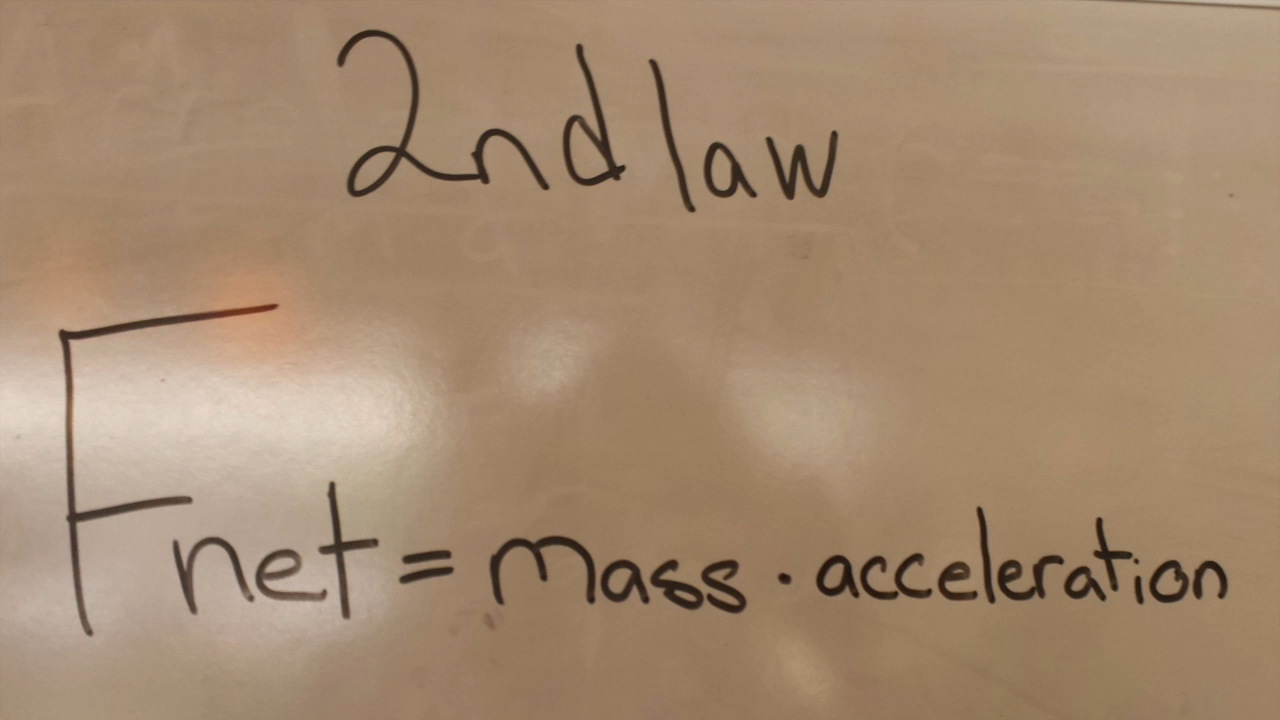 2nd law
Fnet = mass · acceleration